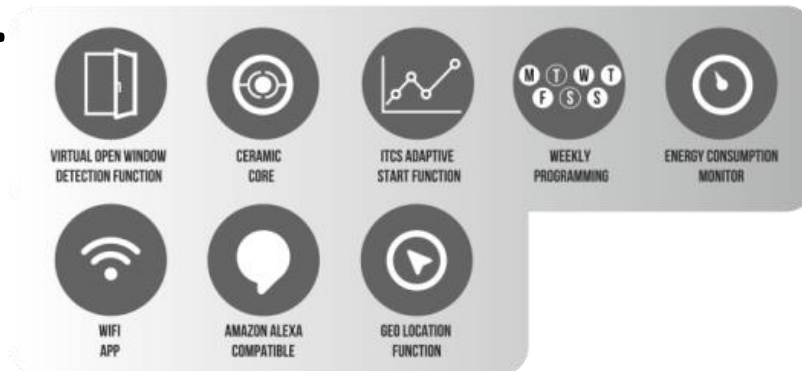 M T W T
F S S
VIRTUAL OPEN WINDOW
DETECTION FUNCTION
CERAMIC
CORE
ITCS ADAPTIVE
START FUNCTION
WEEKLY
PROGRAMMING
ENERGY CONSUMPTION
MONITOR
WIFI
APP
AMAZON ALEXA
COMPATIBLE
GEO LOCATION
FUNCTION